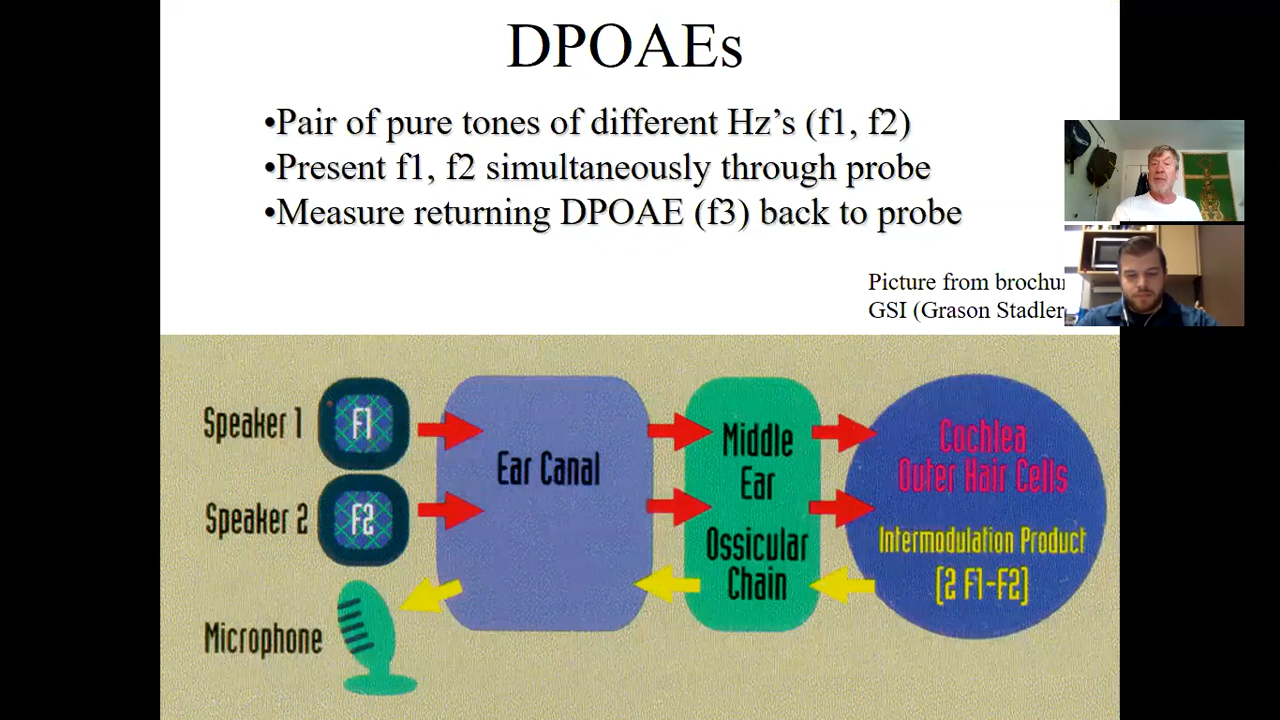 DPOAEs
•Pair of pure tones of different Hz’s (f1, f2)
•Present f1, f2 simultaneously through probe
•Measure returning DPOAE (f3) back to probe
Picture from
GSI (Grason Stadler
Speaker 1
F1
Speaker 2
F2
Microphone
Ear Canal
Middle
Ear
Ossicular
Chain
Cochlea
Outer Hair Cells
Intermodulation Product
(2 F1-F2)